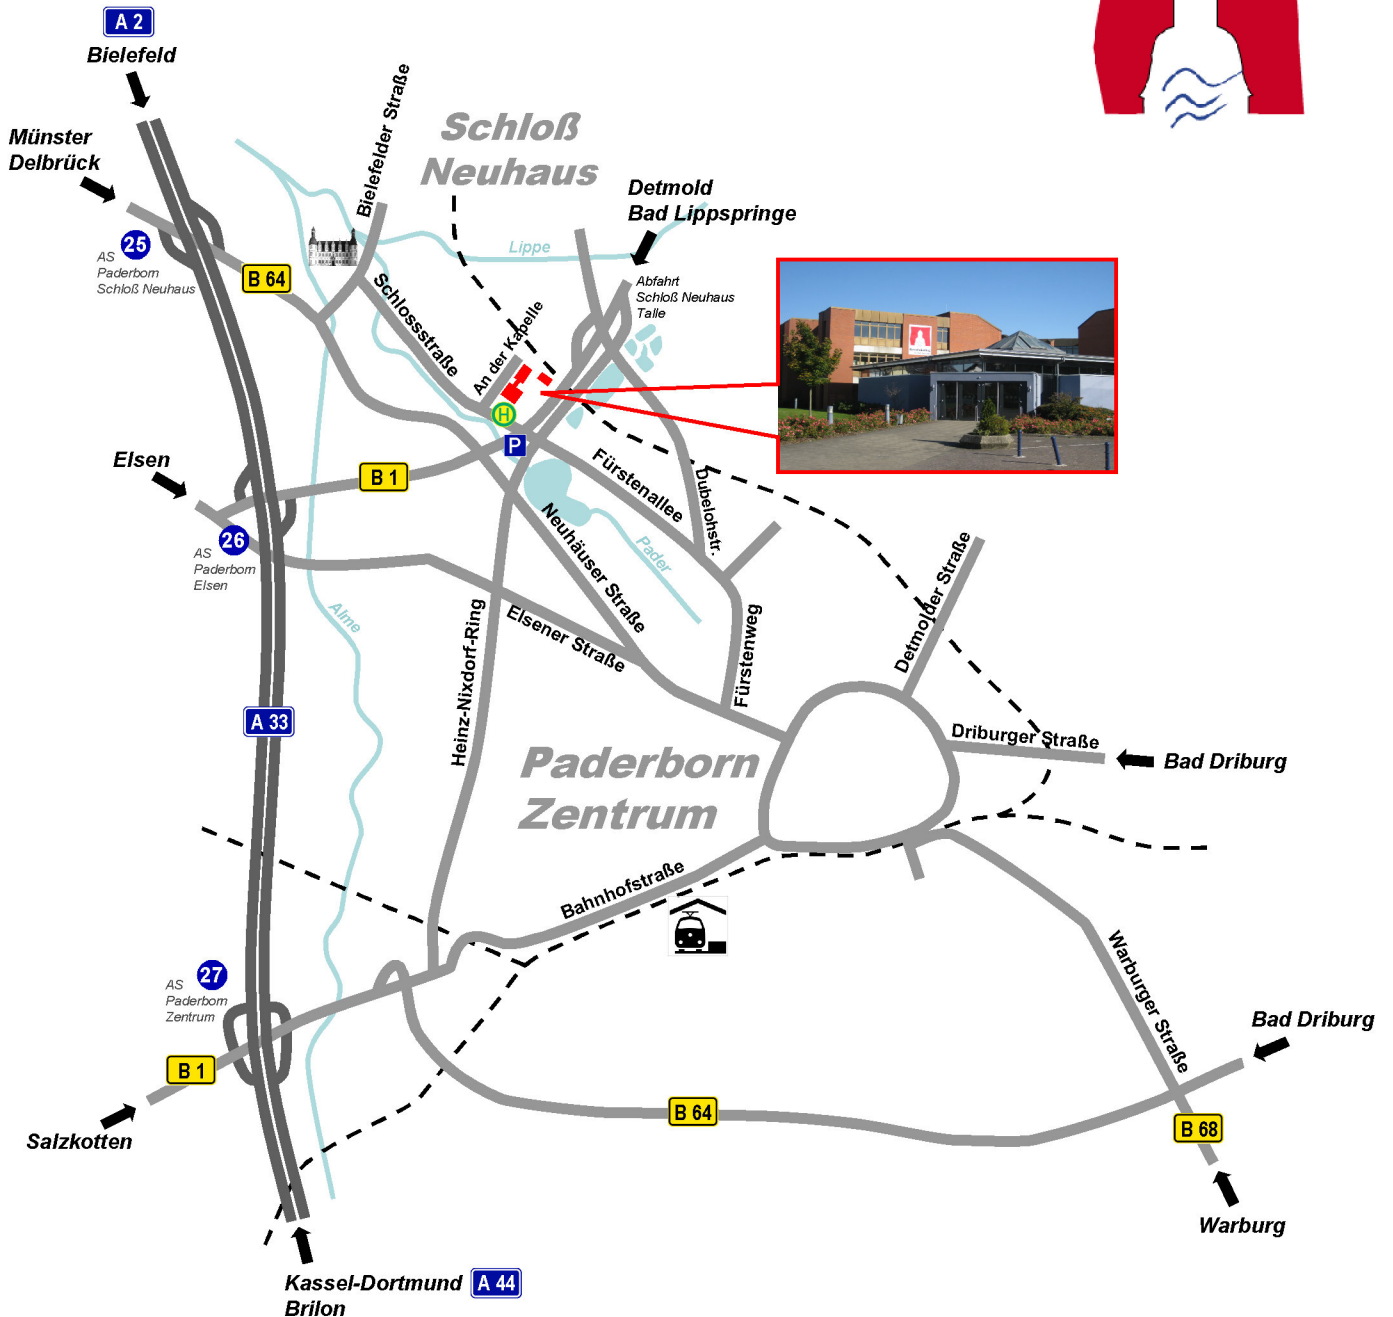 A 2
Bielefeld
Münster
Delbrück
Bielefelder Straße
Schloß
Neuhaus
Detmold
Bad Lippspringe
25
AS
Paderborn
Schloß Neuhaus
B 64
Lippe
Abfahrt
Schloß Neuhaus
Talle
Schlossstraße
An der Kapelle
H
P
Elsen
B 1
Fürstenallee
Dubelohstr.
26
AS
Paderborn
Elsen
Neuhäuser Straße
Pader
Detmolder Straße
Alme
Elsener Straße
Heinz-Nixdorf-Ring
Fürstenweg
A 33
Driburger Straße
Bad Driburg
Paderborn
Zentrum
Bahnhofstraße
27
AS
Paderborn
Zentrum
Warburger Straße
Bad Driburg
B 1
B 64
B 68
Salzkotten
Warburg
Kassel-Dortmund
A 44
Brilon